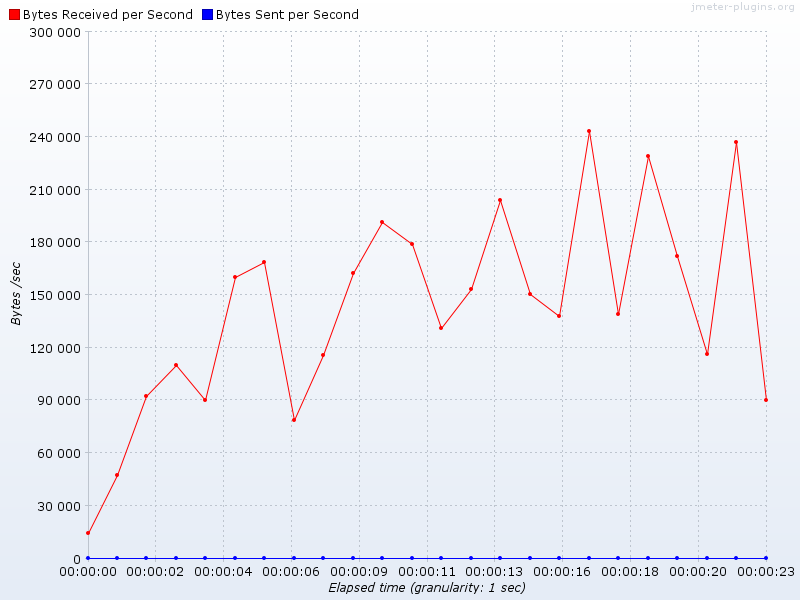 Bytes Received per Second Bytes Sent per Second
jmeter-plugins.org
300 000
270 000
240 000
210 000
180 000
150 000
120 000
90 000
60 000
30 000
0
Bytes /sec
00:00:00 00:00:02 00:00:04 00:00:06 00:00:09 00:00:11 00:00:13 00:00:16 00:00:18 00:00:20 00:00:23
Elapsed time (granularity: 1 sec)